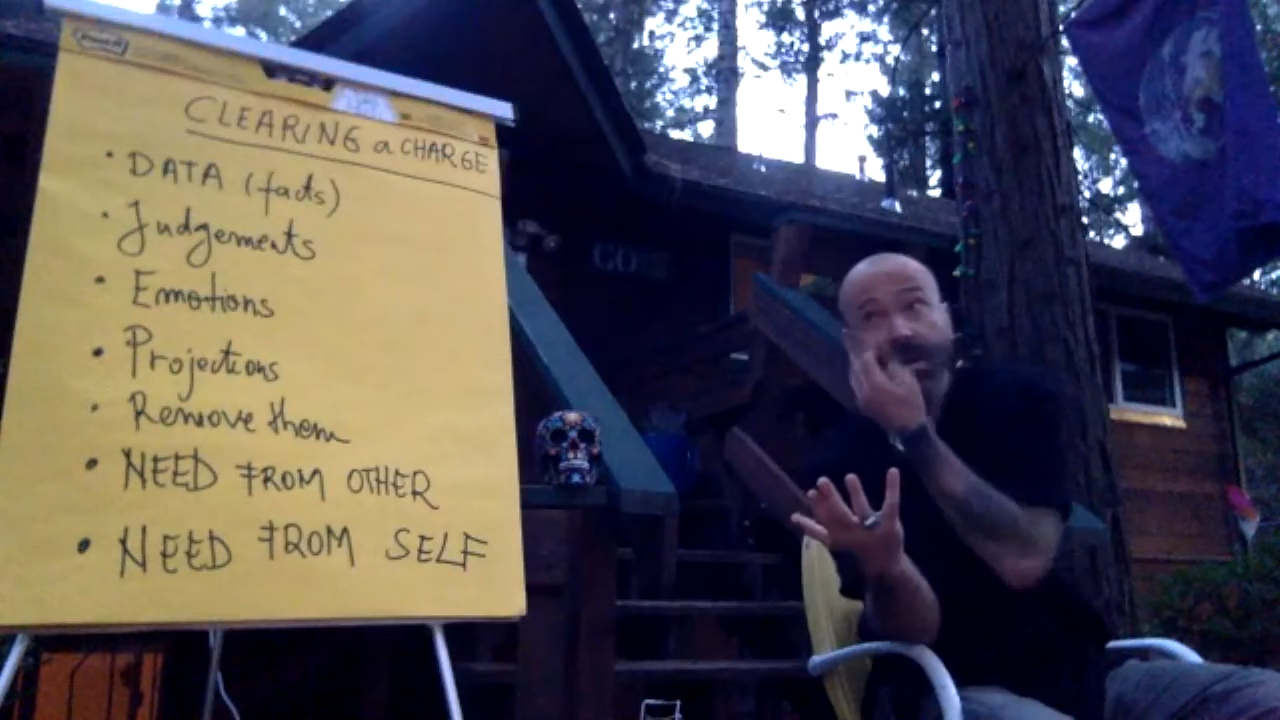 CLEARING a CHARGE
• DATA (facts)
• Judgements
• Emotions
• Projections
• Remove them
• NEED FROM OTHER
• NEED FROM SELF